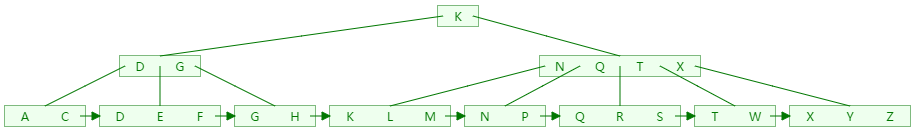 K
D G
N Q T X
A C
D E F
G H
K L M
N P
Q R S
T W
X Y Z